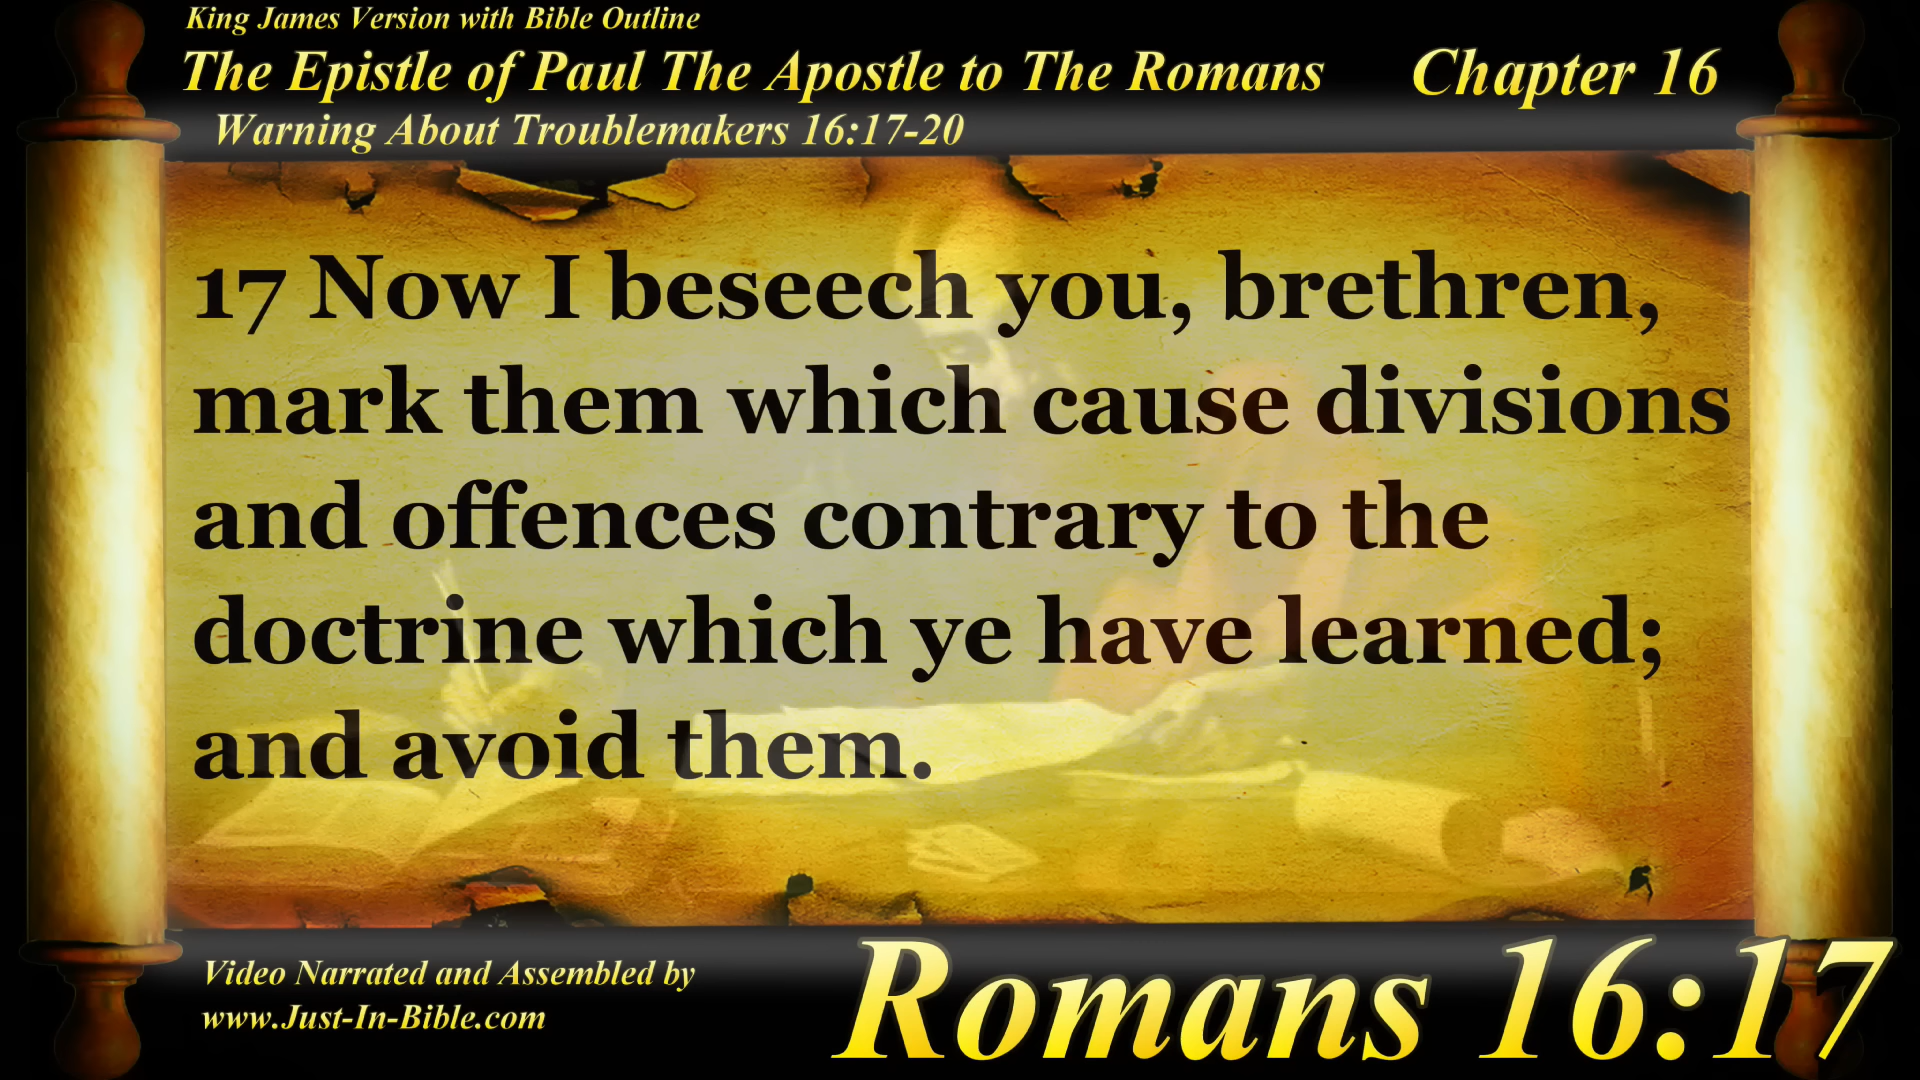 King James Version with Bible Outline
The Epistle of Paul The Apostle to The Romans Chapter 16
Warning About Troublemakers 16:17-20
17 Now I beseech you, brethren,
mark them which cause divisions
and offences contrary to the
doctrine which ye have learned;
and avoid them.
Video Narrated and Assembled by
www.Just-In-Bible.com
Romans 16:17